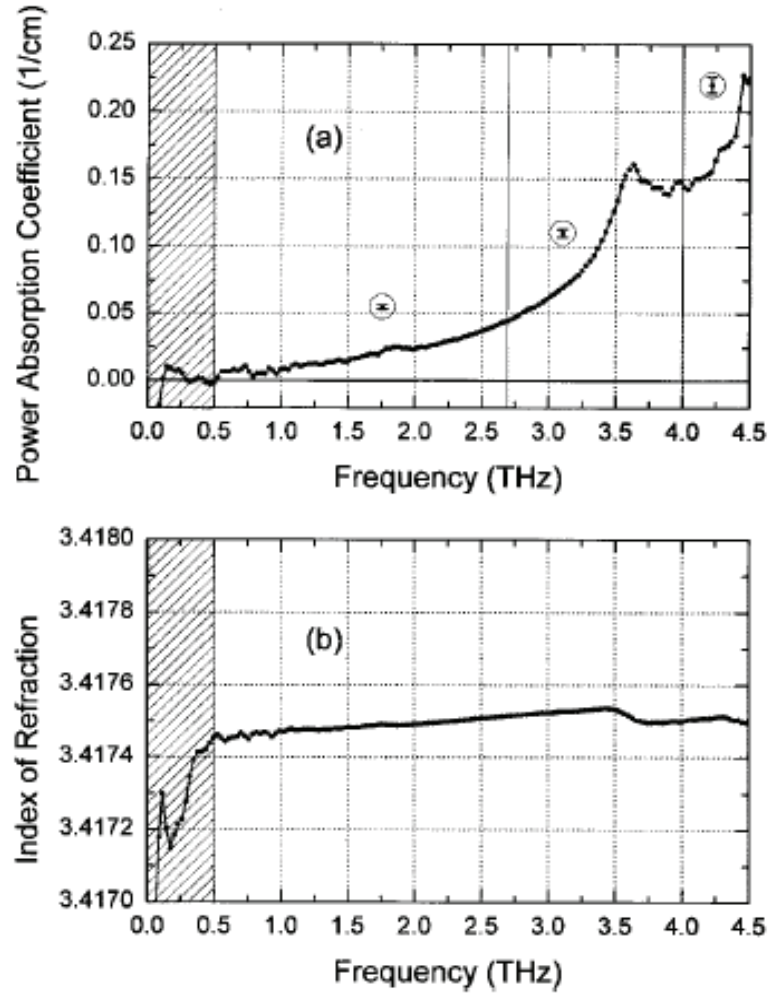 Power Absorption Coefficient (1/cm)
0.25
0.20
0.15
0.10
0.05
0.00
(a)
0.0 0.5 1.0 1.5 2.0 2.5 3.0 3.5 4.0 4.5
Frequency (THz)
Index of Refraction
3.4180
3.4178
3.4176
3.4174
3.4172
3.4170
(b)
0.0 0.5 1.0 1.5 2.0 2.5 3.0 3.5 4.0 4.5
Frequency (THz)